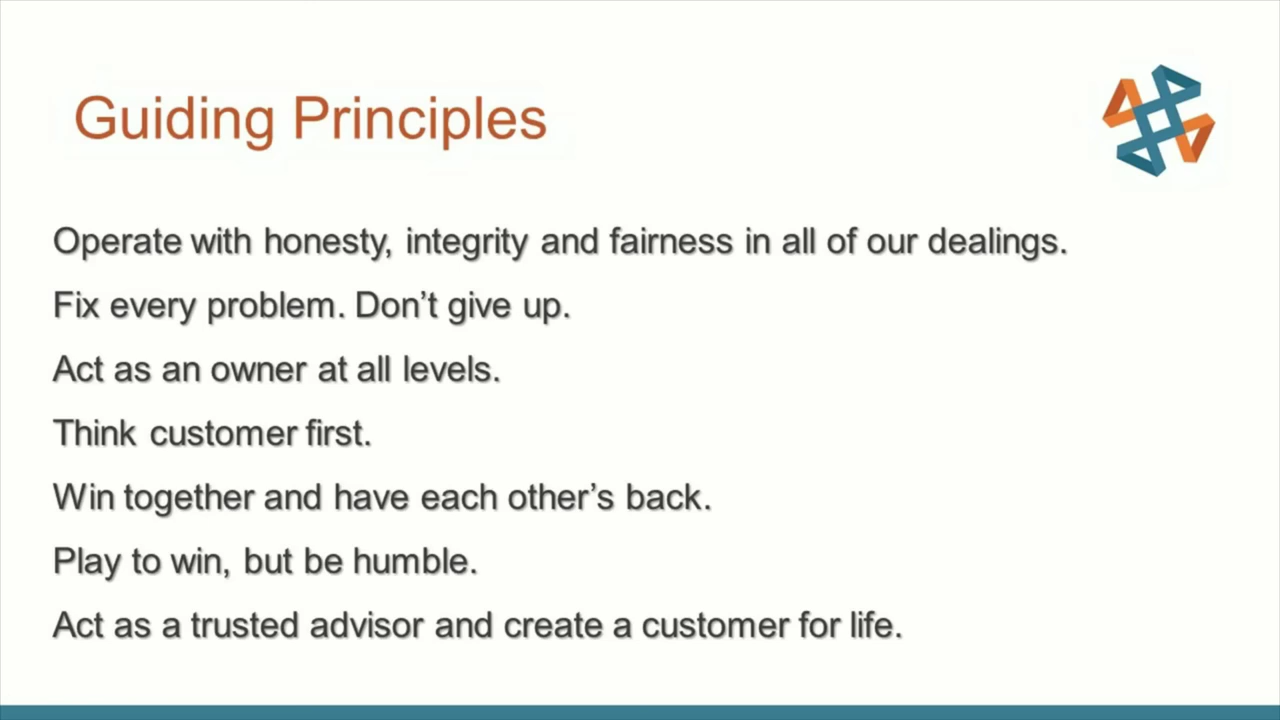 Guiding Principles
Operate with honesty, integrity and fairness in all of our dealings.
Fix every problem. Don’t give up.
Act as an owner at all levels.
Think customer first.
Win together and have each other’s back.
Play to win, but be humble.
Act as a trusted advisor and create a customer for life.